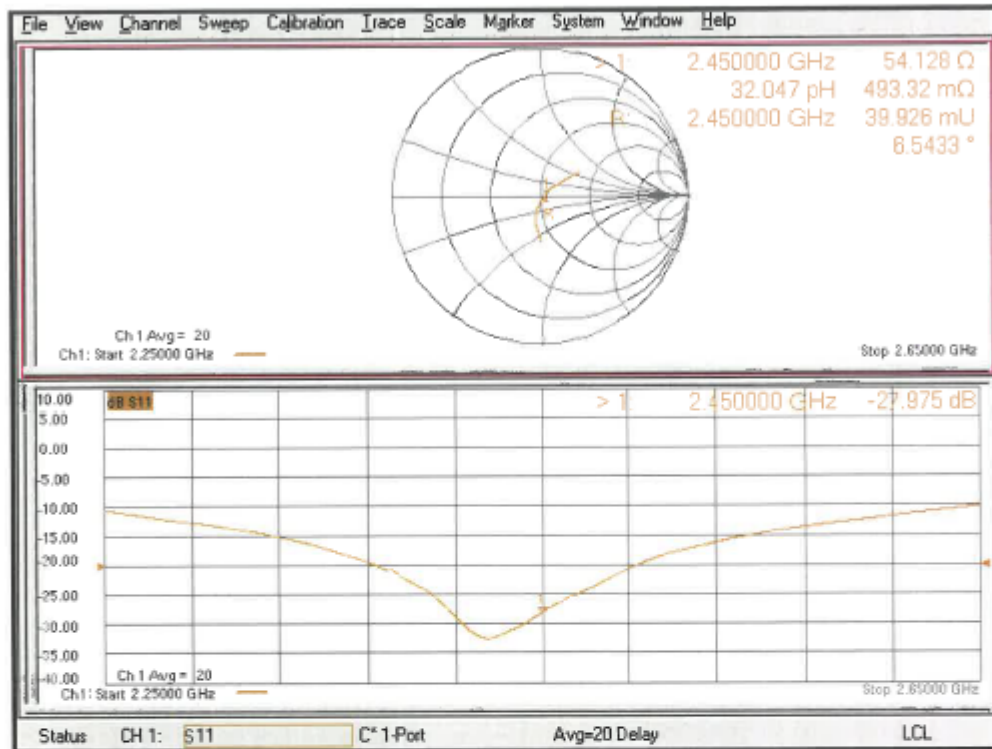 File View Channel Sweep Calibration Trace Scale Marker System Window Help
> 1: 2.450000 GHz 54.128 Ω
32.047 pH 493.32 mΩ
R: 2.450000 GHz 39.926 mU
6.5433 °
Ch 1 Avg = 20
Ch1: Start 2.25000 GHz
Stop 2.65000 GHz
10.00
dB S11
> 1: 2.450000 GHz -27.975 dB
5.00
0.00
-5.00
-10.00
-15.00
-20.00
-25.00
1
-30.00
-35.00
-40.00
Ch 1 Avg = 20
Ch1: Start 2.25000 GHz
Stop 2.65000 GHz
Status CH 1: S11 C* 1-Port Avg=20 Delay LCL